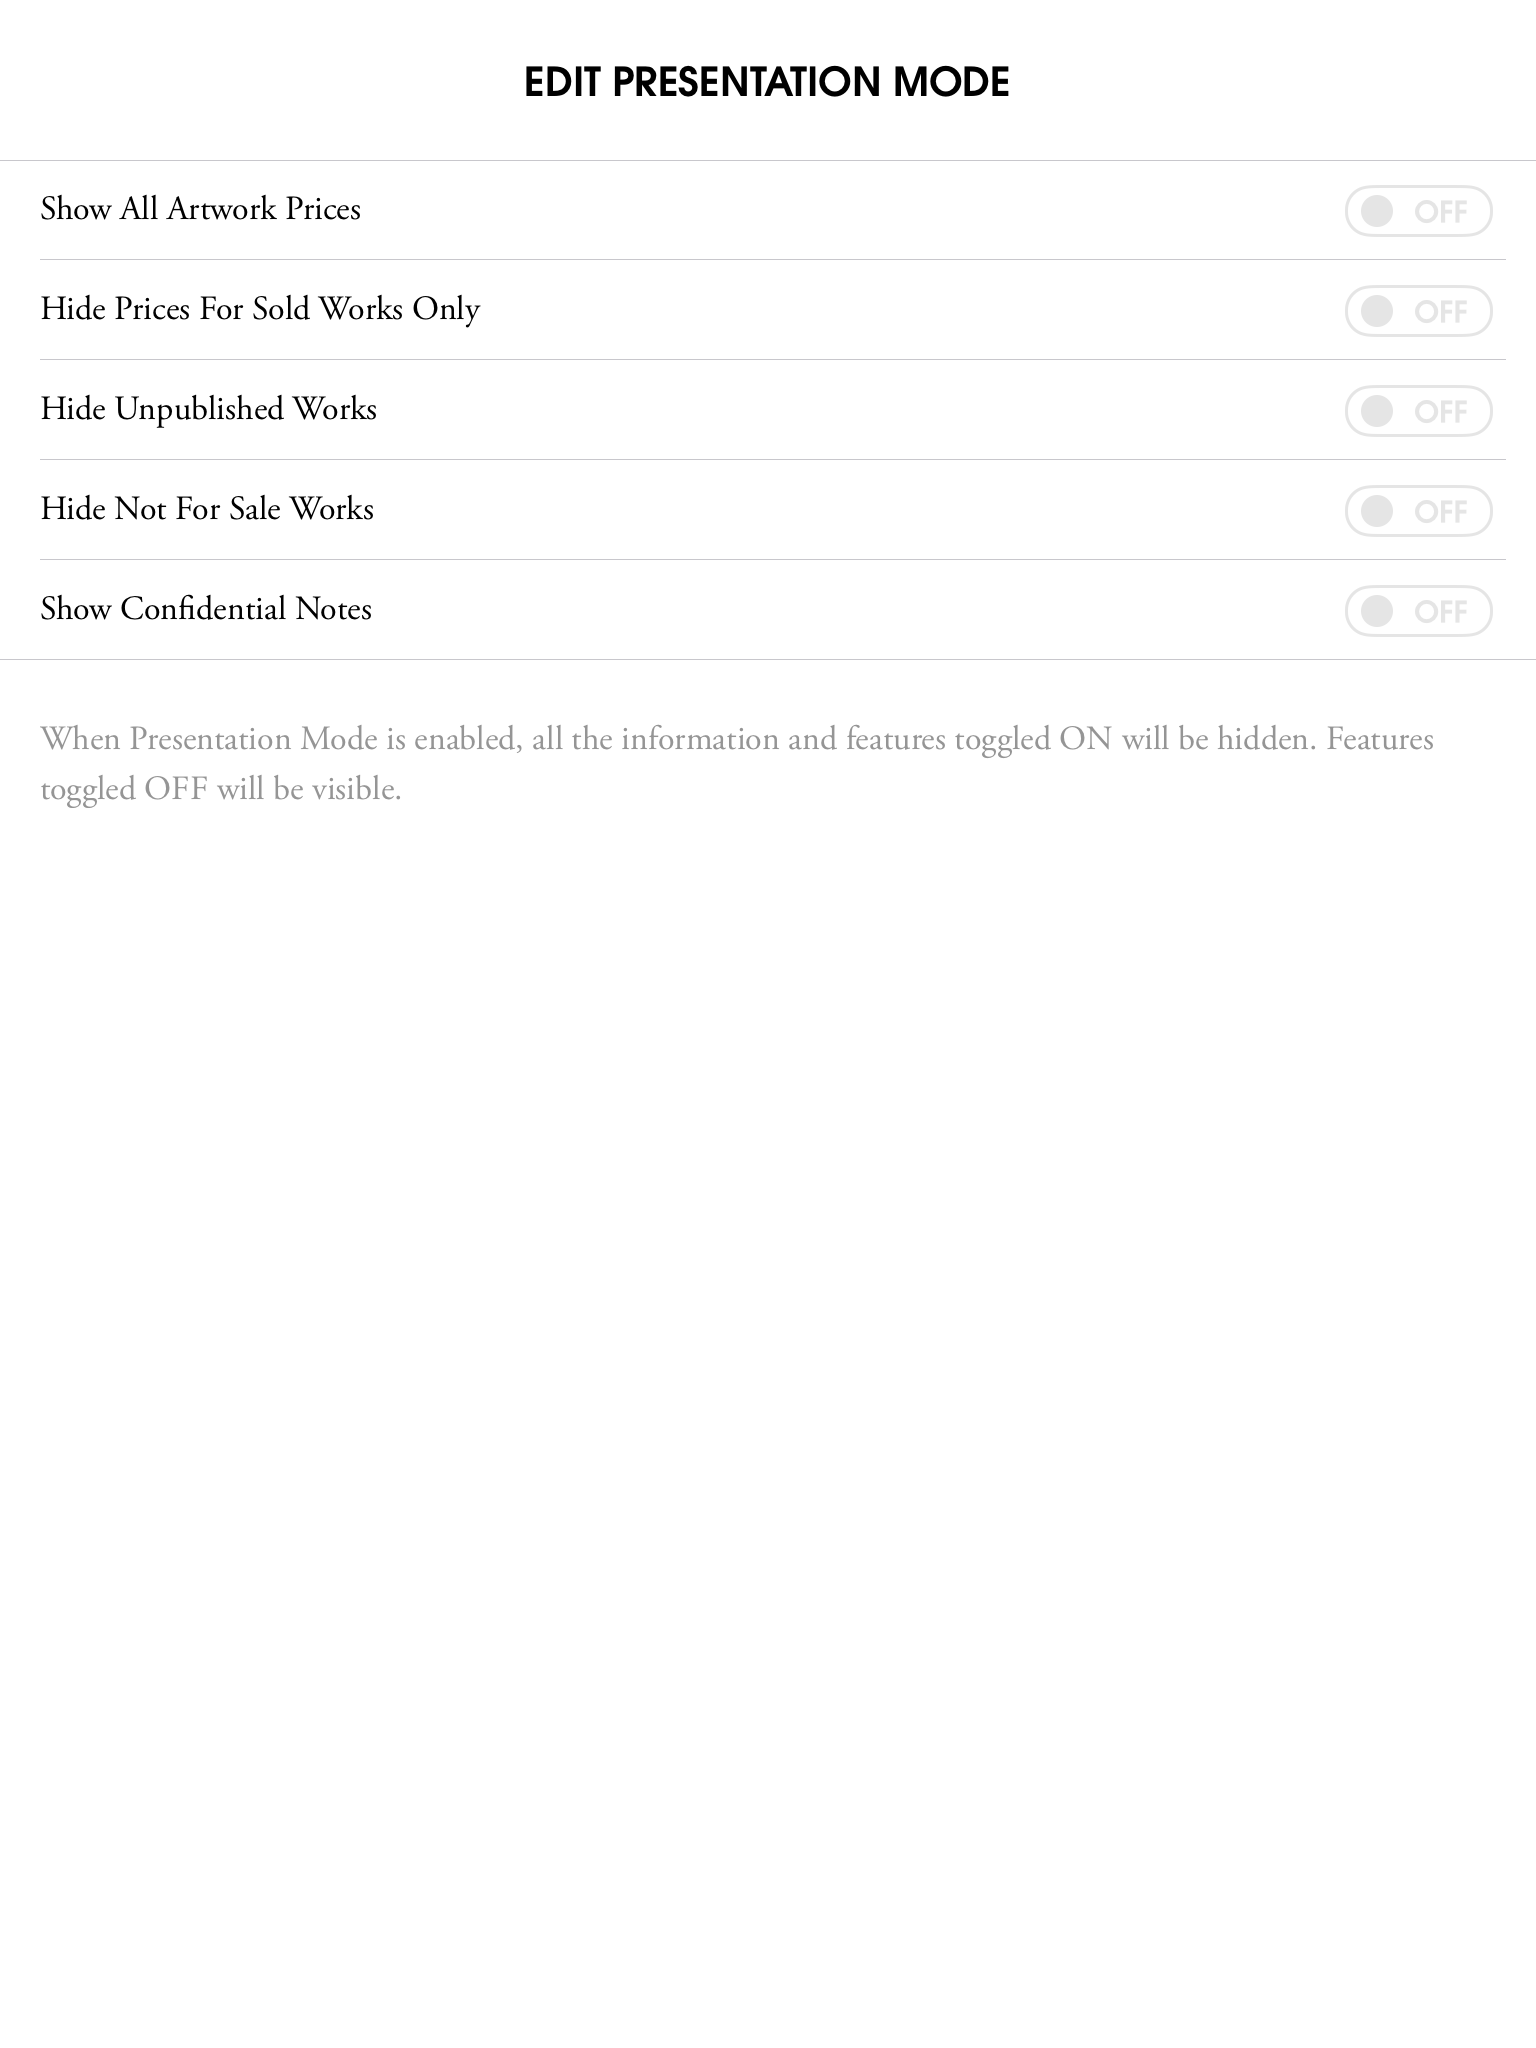 EDIT PRESENTATION MODE
Show All Artwork Prices
OFF
Hide Prices For Sold Works Only
OFF
Hide Unpublished Works
OFF
Hide Not For Sale Works
OFF
Show Confidential Notes
OFF
When Presentation Mode is enabled, all the information and features toggled ON will be hidden. Features
toggled OFF will be visible.